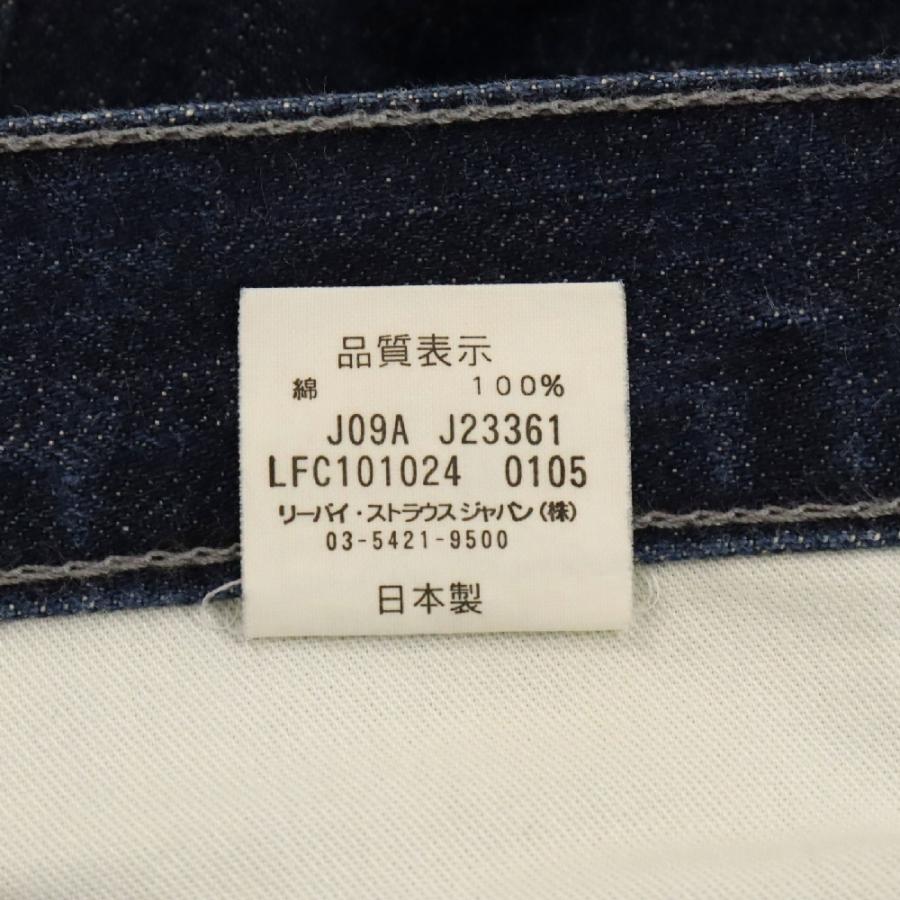 品質表示
綿 100%
J09A J23361
LFC101024 0105
リーバイ・ストラウスジャパン(株)
03-5421-9500
日本製